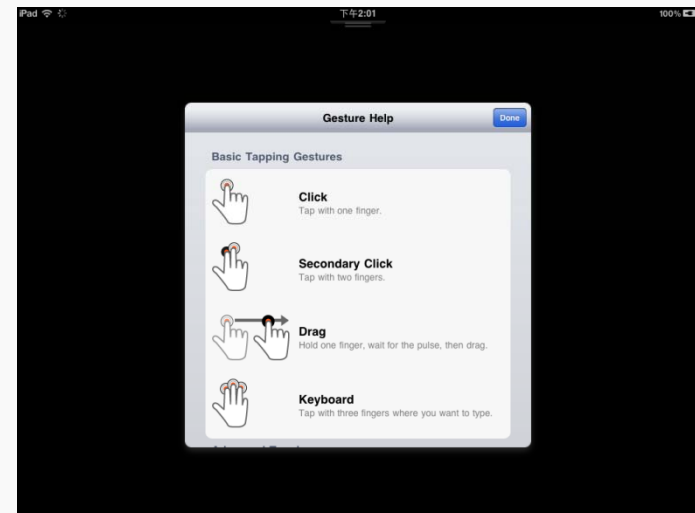 iPad 下午2:01 100%
Gesture Help Done
Basic Tapping Gestures
Click
Tap with one finger.
Secondary Click
Tap with two fingers.
Drag
Hold one finger, wait for the pulse, then drag.
Keyboard
Tap with three fingers where you want to type.